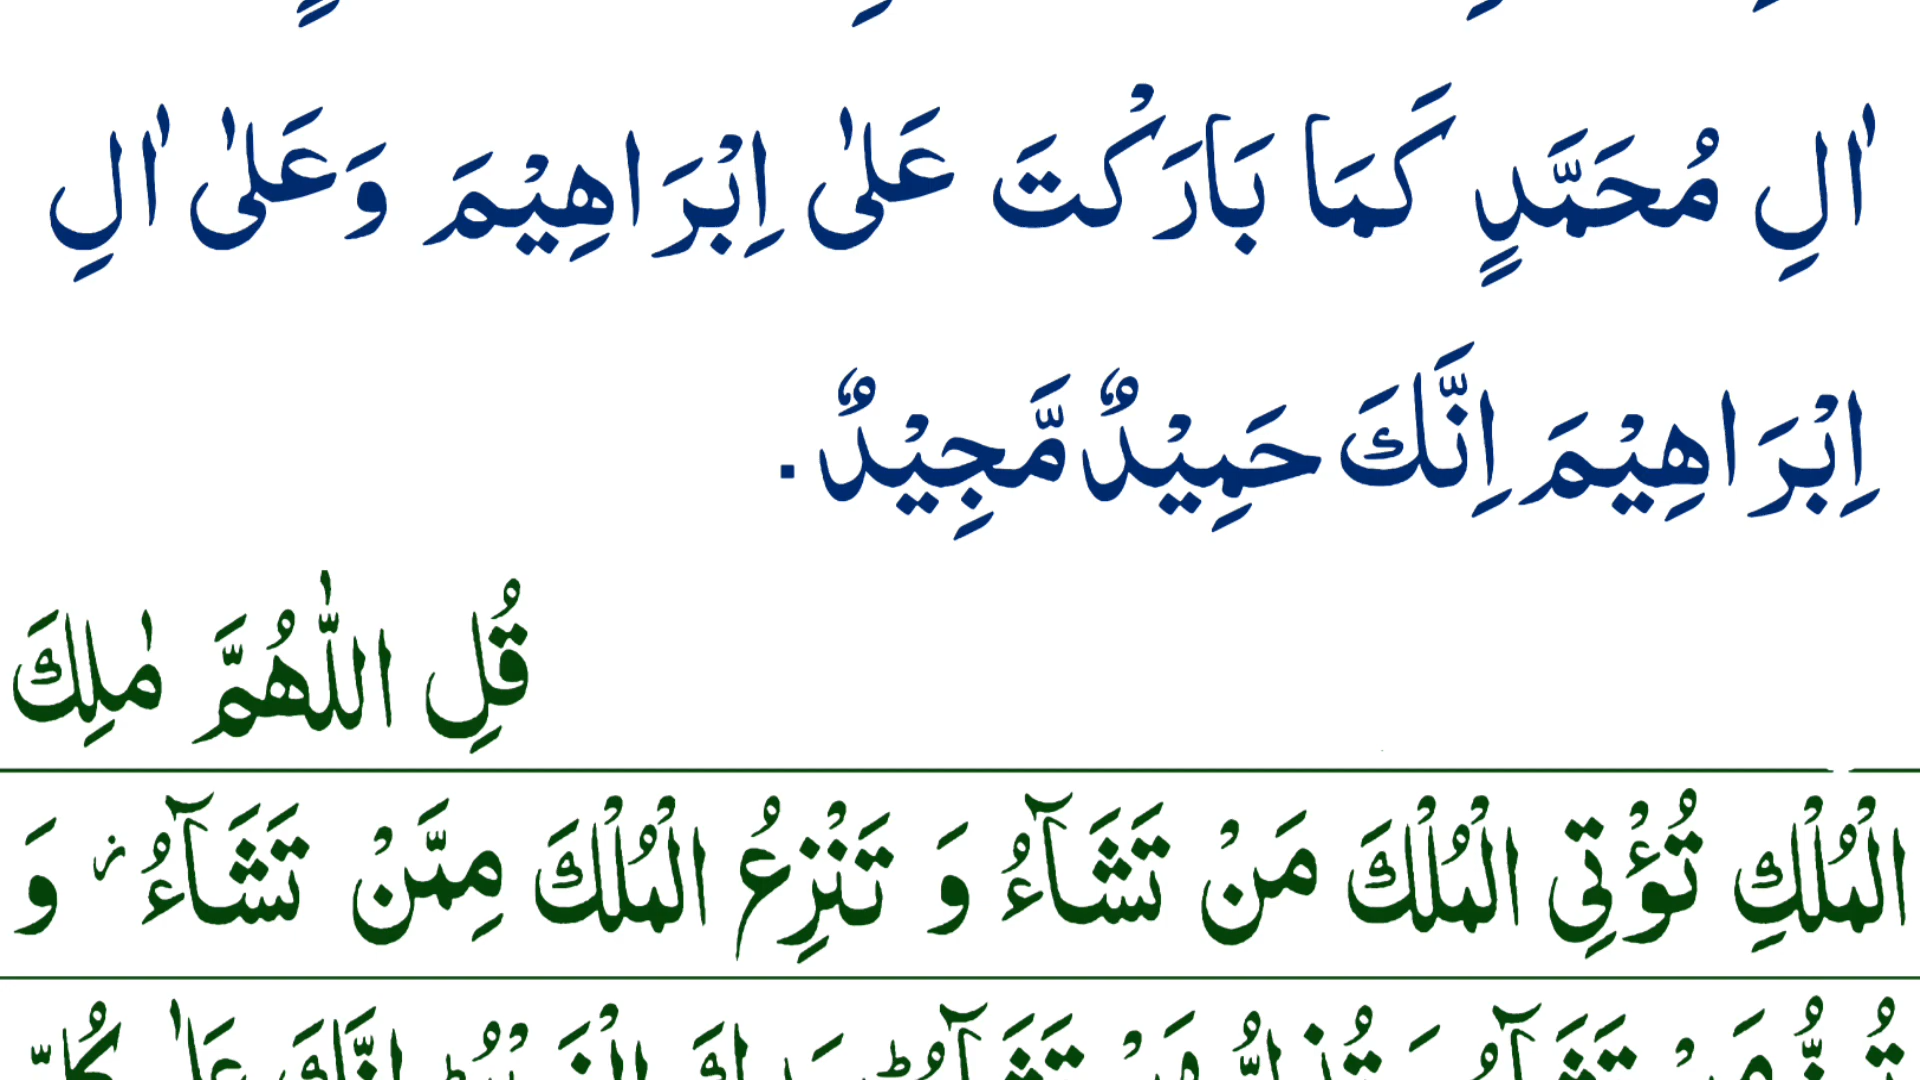 اٰلِ مُحَمَّدٍ كَمَا بَارَكْتَ عَلٰى اِبْرَاهِيْمَ وَعَلٰى اٰلِ
اِبْرَاهِيْمَ اِنَّكَ حَمِيْدٌ مَّجِيْدٌ.
قُلِ اللّٰهُمَّ مٰلِكَ
الْمُلْكِ تُؤْتِى الْمُلْكَ مَنْ تَشَآءُ وَ تَنْزِعُ الْمُلْكَ مِمَّنْ تَشَآءُ ز وَ